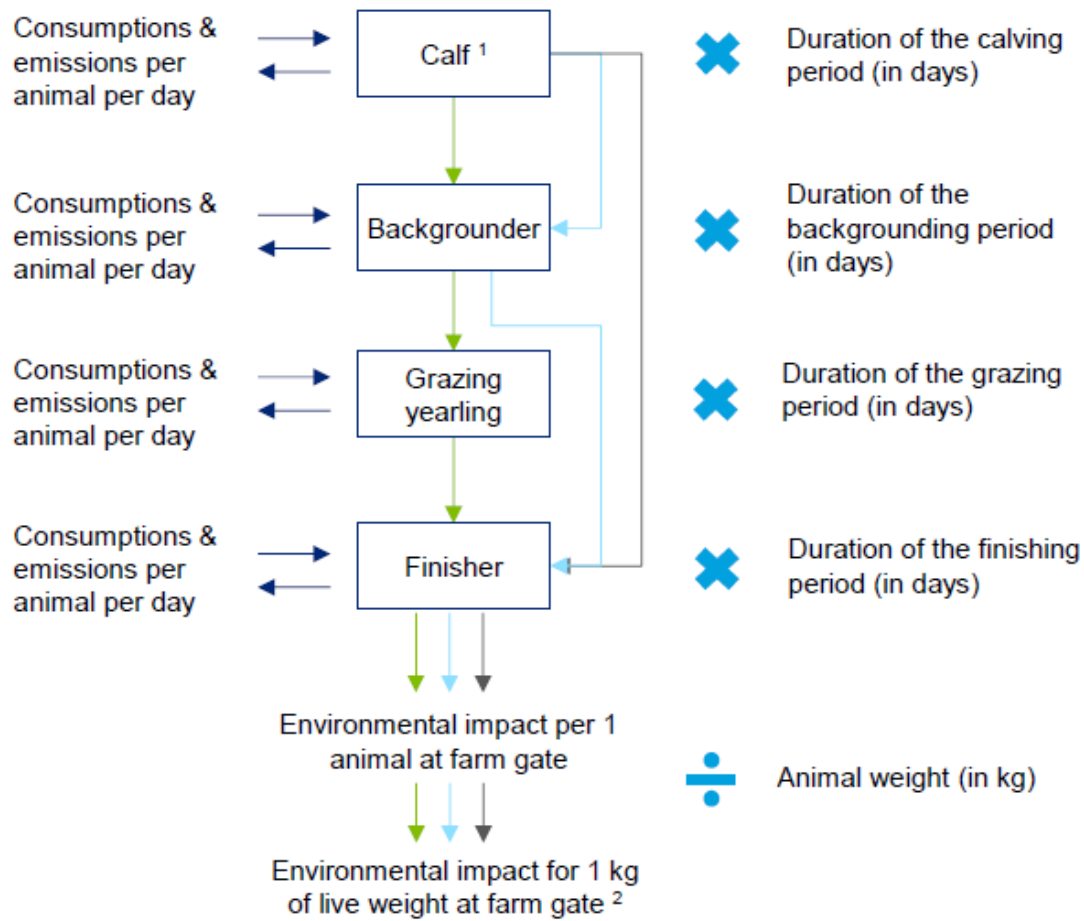 Consumptions &
emissions per
animal per day
Calf 1
Duration of the calving
period (in days)
Consumptions &
emissions per
animal per day
Backgrounder
Duration of the
backgrounding period
(in days)
Consumptions &
emissions per
animal per day
Grazing
yearling
Duration of the grazing
period (in days)
Consumptions &
emissions per
animal per day
Finisher
Duration of the finishing
period (in days)
Environmental impact per 1
animal at farm gate
Animal weight (in kg)
Environmental impact for 1 kg
of live weight at farm gate 2